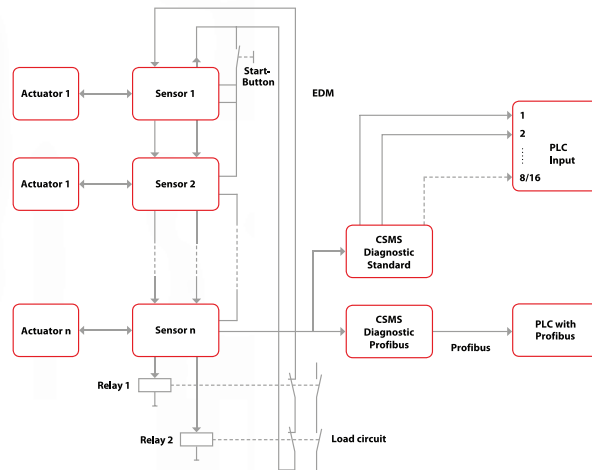 Start-
Button
EDM
Actuator 1
Sensor 1
1
2
8/16
PLC
Input
Actuator 1
Sensor 2
CSMS
Diagnostic
Standard
Actuator n
Sensor n
CSMS
Diagnostic
Profibus
Profibus
PLC with
Profibus
Relay 1
Relay 2
Load circuit